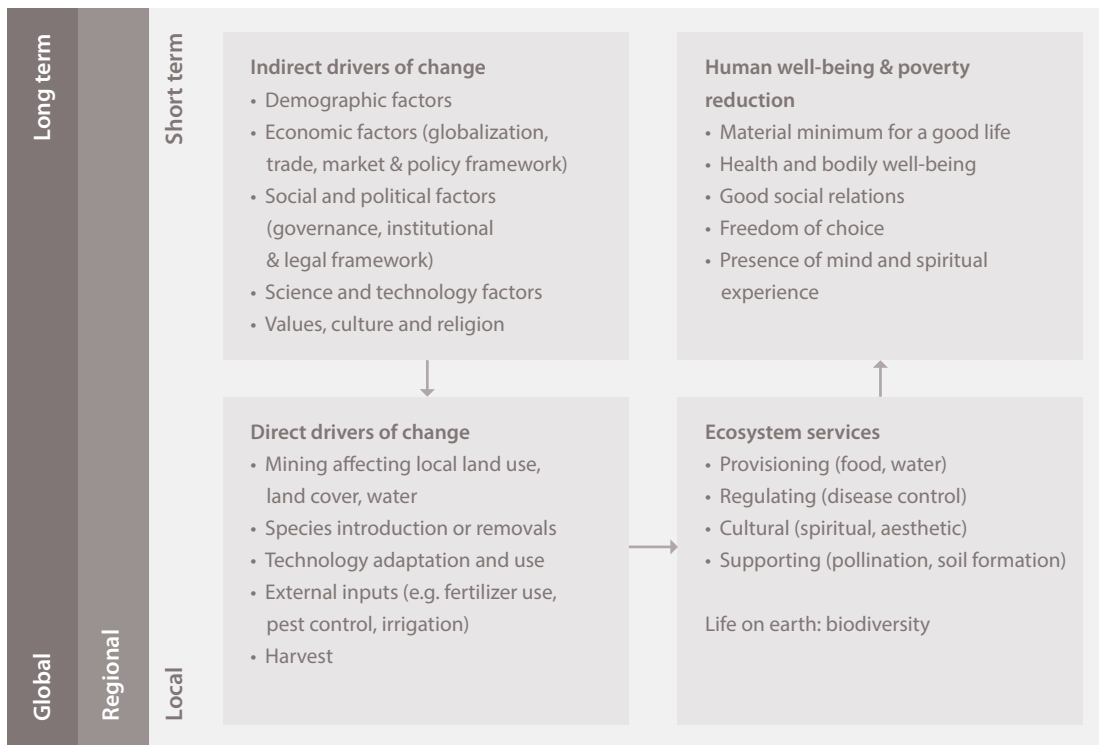 Long term
Global
Regional
Short term
Local
Indirect drivers of change
• Demographic factors
• Economic factors (globalization,
trade, market & policy framework)
• Social and political factors
(governance, institutional
& legal framework)
• Science and technology factors
• Values, culture and religion
Human well-being & poverty
reduction
• Material minimum for a good life
• Health and bodily well-being
• Good social relations
• Freedom of choice
• Presence of mind and spiritual
experience
Direct drivers of change
• Mining affecting local land use,
land cover, water
• Species introduction or removals
• Technology adaptation and use
• External inputs (e.g. fertilizer use,
pest control, irrigation)
• Harvest
Ecosystem services
• Provisioning (food, water)
• Regulating (disease control)
• Cultural (spiritual, aesthetic)
• Supporting (pollination, soil formation)
Life on earth: biodiversity